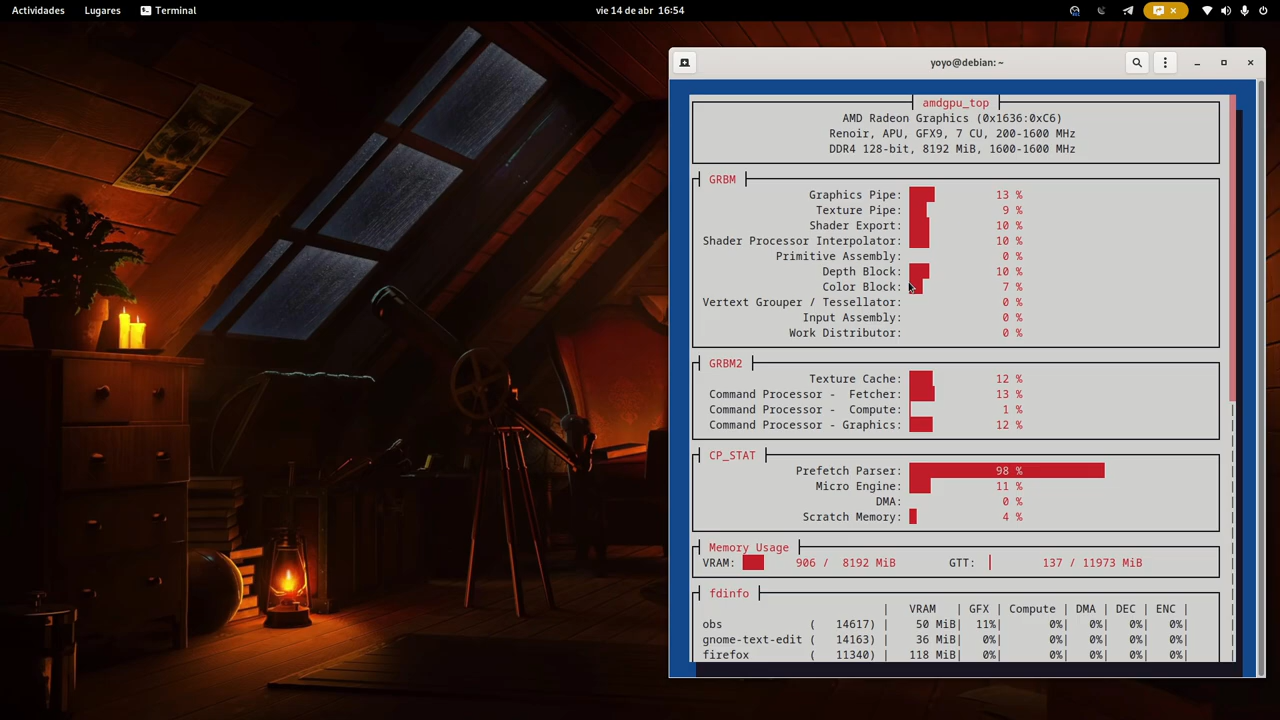 Actividades Lugares Terminal vie 14 de abr 16:54
yoyo@debian: ~
amdgpu_top
AMD Radeon Graphics (0x1636:0xC6)
Renoir, APU, GFX9, 7 CU, 200-1600 MHz
DDR4 128-bit, 8192 MiB, 1600-1600 MHz
GRBM
Graphics Pipe: 13 %
Texture Pipe: 9 %
Shader Export: 10 %
Shader Processor Interpolator: 10 %
Primitive Assembly: 0 %
Depth Block: 10 %
Color Block: 7 %
Vertext Grouper / Tessellator: 0 %
Input Assembly: 0 %
Work Distributor: 0 %
GRBM2
Texture Cache: 12 %
Command Processor - Fetcher: 13 %
Command Processor - Compute: 1 %
Command Processor - Graphics: 12 %
CP_STAT
Prefetch Parser: 98 %
Micro Engine: 11 %
DMA: 0 %
Scratch Memory: 4 %
Memory Usage
VRAM: 906 / 8192 MiB GTT: 137 / 11973 MiB
fdinfo
| VRAM | GFX | Compute | DMA | DEC | ENC |
obs ( 14617) | 50 MiB| 11%| 0%| 0%| 0%| 0%|
gnome-text-edit ( 14163) | 36 MiB| 0%| 0%| 0%| 0%| 0%|
firefox ( 11340) | 118 MiB| 0%| 0%| 0%| 0%| 0%|